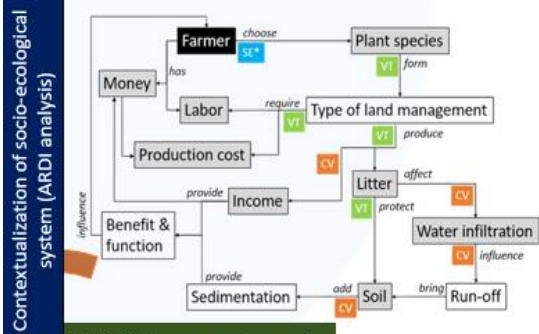 Contextualization of socio-ecological
system (ARDI analysis)
Farmer
choose
SE*
Plant species
has
VT
form
Money
Labor
require
VT
Type of land management
VT
produce
Production cost
CV
Litter
affect
CV
provide
Income
VT
protect
Water infiltration
influence
Benefit &
function
CV
influence
provide
Sedimentation
add
CV
Soil
bring
Run-off